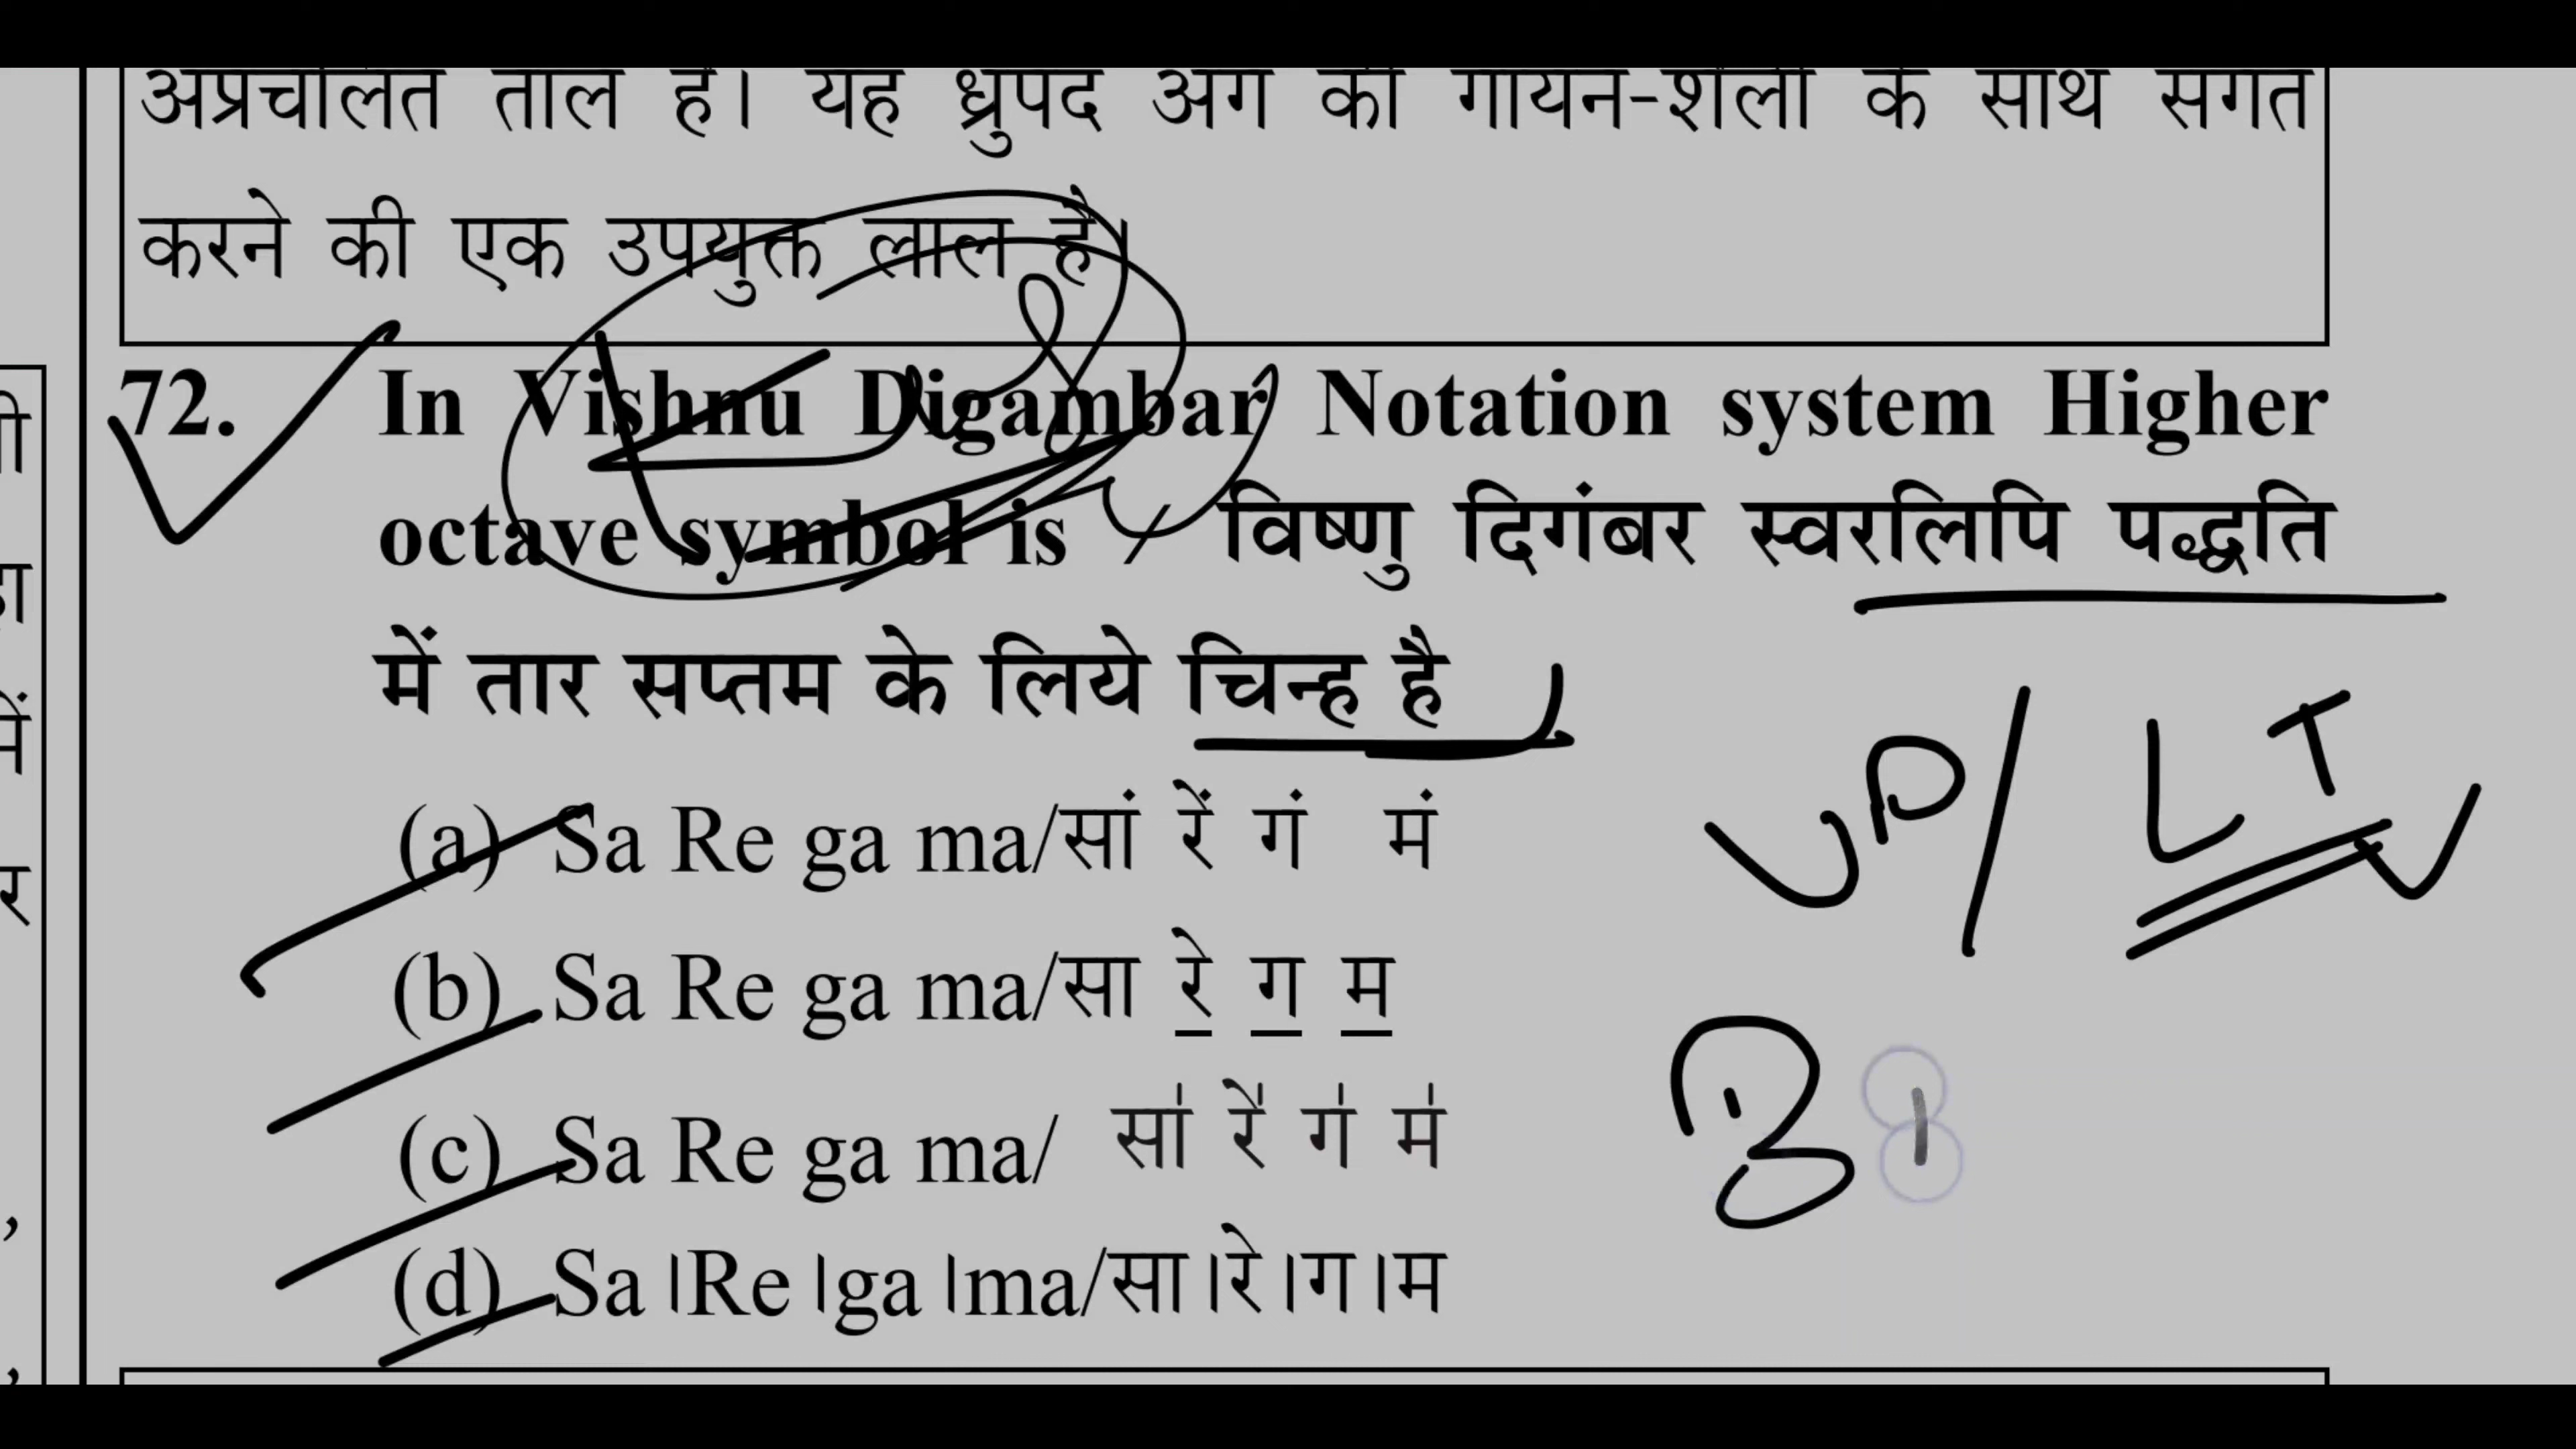 अप्रचलित ताल है। यह ध्रुपद अंग की गायन-शैली के साथ संगत
करने की एक उपयुक्त लाल है।
72. In Vishnu Digambar Notation system Higher
octave symbol is / विष्णु दिगंबर स्वरलिपि पद्धति
में तार सप्तम के लिये चिन्ह है
(a) Sa Re ga ma/सां रें गं मं
UP/ LT
(b) Sa Re ga ma/सा रे ग म
(c) Sa Re ga ma/ सा॑ रे॑ ग॑ म॑
(d) Sa |Re |ga |ma/सा।रे।ग।म